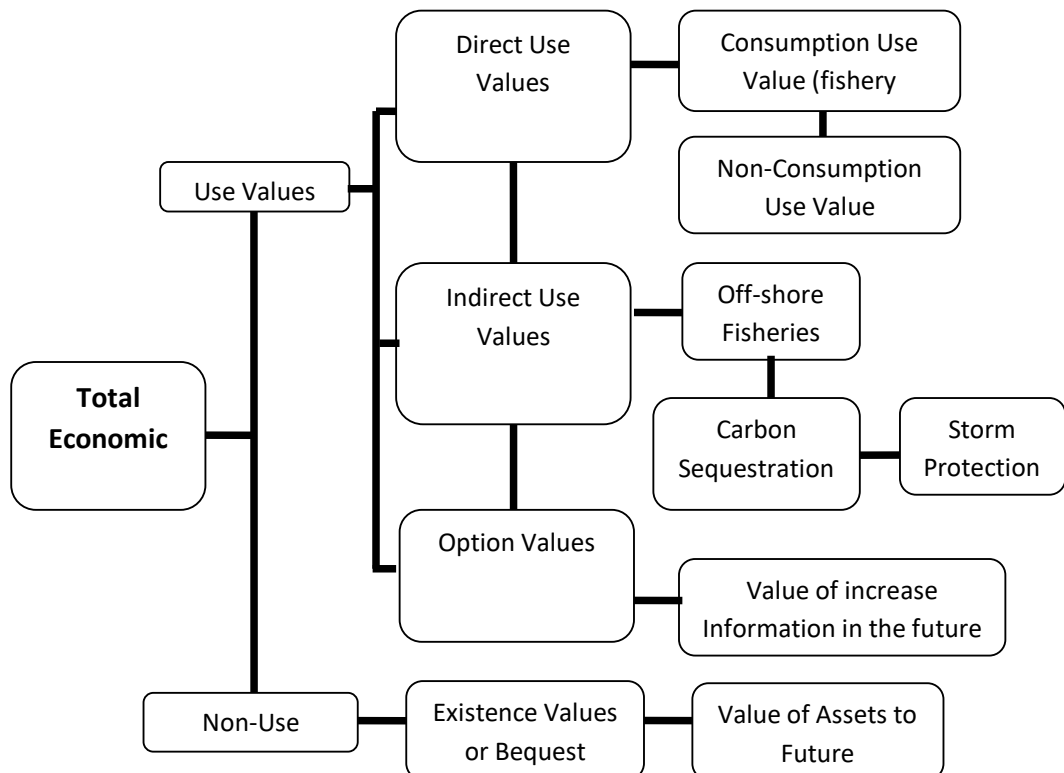 Direct Use
Values
Consumption Use
Value (fishery
Non-Consumption
Use Value
Use Values
Indirect Use
Values
Off-shore
Fisheries
Total
Economic
Carbon
Sequestration
Storm
Protection
Option Values
Value of increase
Information in the future
Non-Use
Existence Values
or Bequest
Value of Assets to
Future